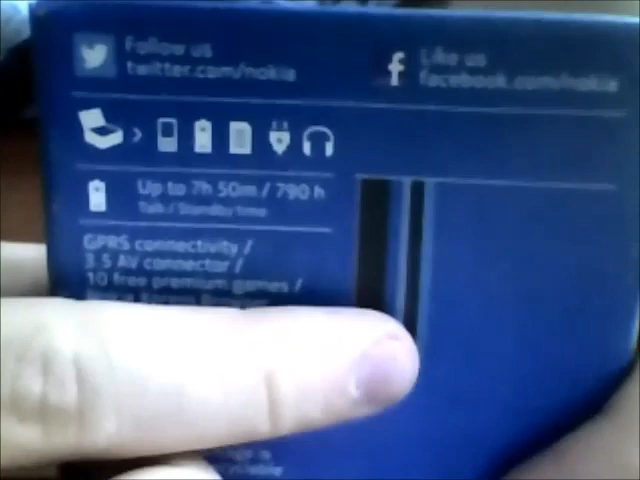 Follow us
twitter.com/nokia
f Like us
facebook.com/nokia
Up to 7h 50m / 790 h
Talk / Standby time
GPRS connectivity /
3.5 AV connector /
10 free premium games /